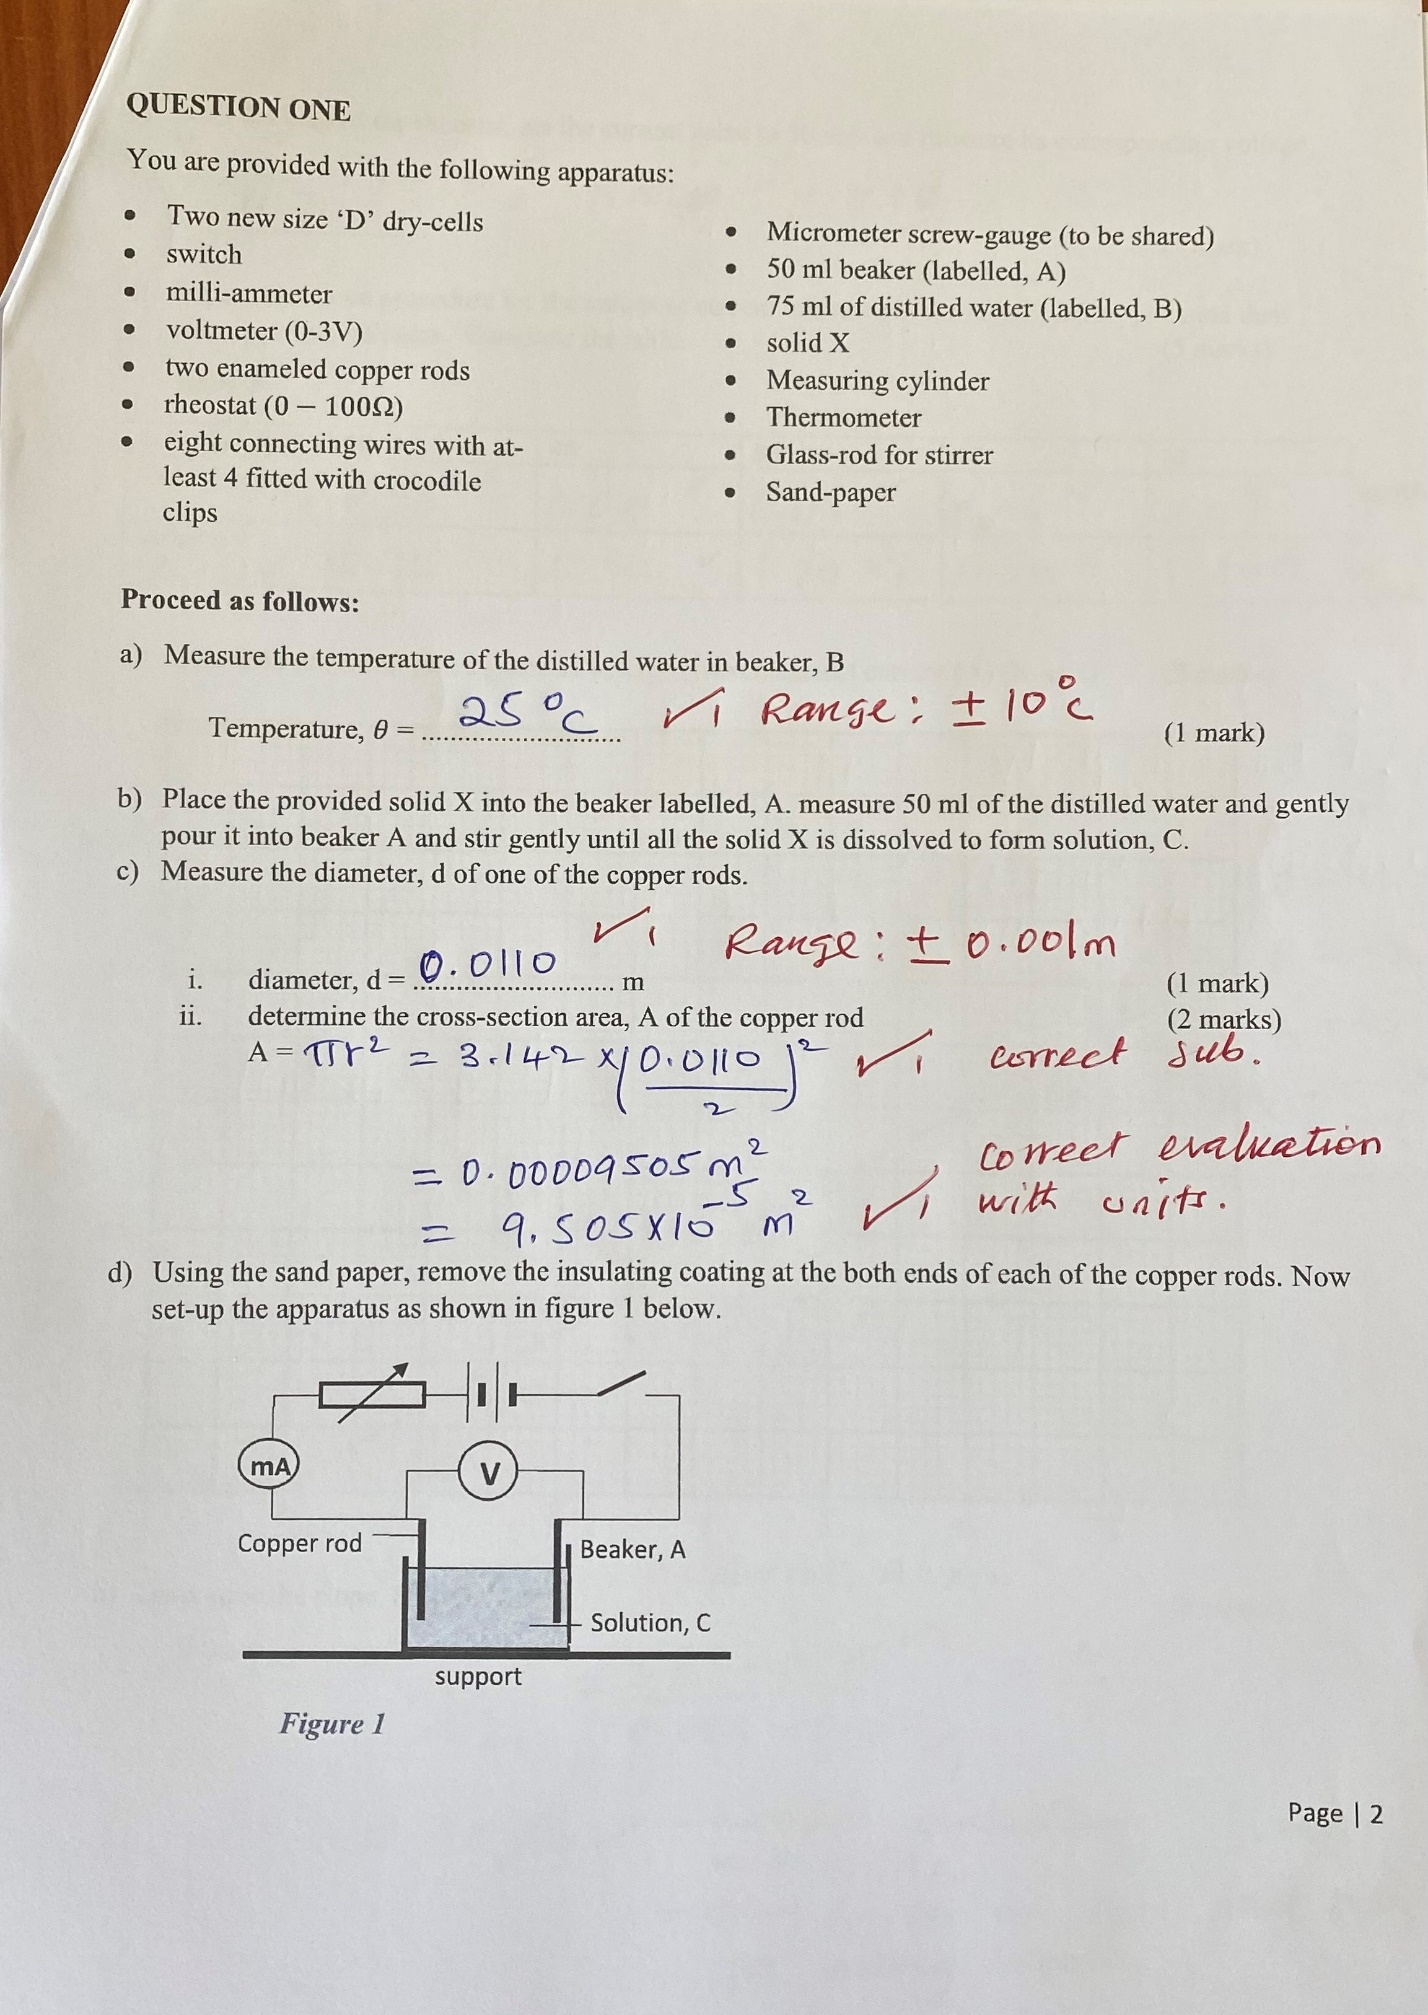 QUESTION ONE
You are provided with the following apparatus:
• Two new size ‘D’ dry-cells
• switch
• milli-ammeter
• voltmeter (0-3V)
• two enameled copper rods
• rheostat (0 – 100Ω)
• eight connecting wires with at-
least 4 fitted with crocodile
clips
• Micrometer screw-gauge (to be shared)
• 50 ml beaker (labelled, A)
• 75 ml of distilled water (labelled, B)
• solid X
• Measuring cylinder
• Thermometer
• Glass-rod for stirrer
• Sand-paper
Proceed as follows:
a) Measure the temperature of the distilled water in beaker, B
Temperature, θ = 25 °C ✓1 Range: ± 10°C (1 mark)
b) Place the provided solid X into the beaker labelled, A. measure 50 ml of the distilled water and gently
pour it into beaker A and stir gently until all the solid X is dissolved to form solution, C.
c) Measure the diameter, d of one of the copper rods.
i. diameter, d = 0.0110 m ✓1 Range: ± 0.001m (1 mark)
ii. determine the cross-section area, A of the copper rod (2 marks)
A = πr² = 3.142 × (0.0110/2)² ✓1 correct sub.
= 0.00009505 m²
= 9.505×10⁻⁵ m² ✓1 correct evaluation
with units.
d) Using the sand paper, remove the insulating coating at the both ends of each of the copper rods. Now
set-up the apparatus as shown in figure 1 below.
mA
V
Copper rod
Beaker, A
Solution, C
support
Figure 1
Page | 2